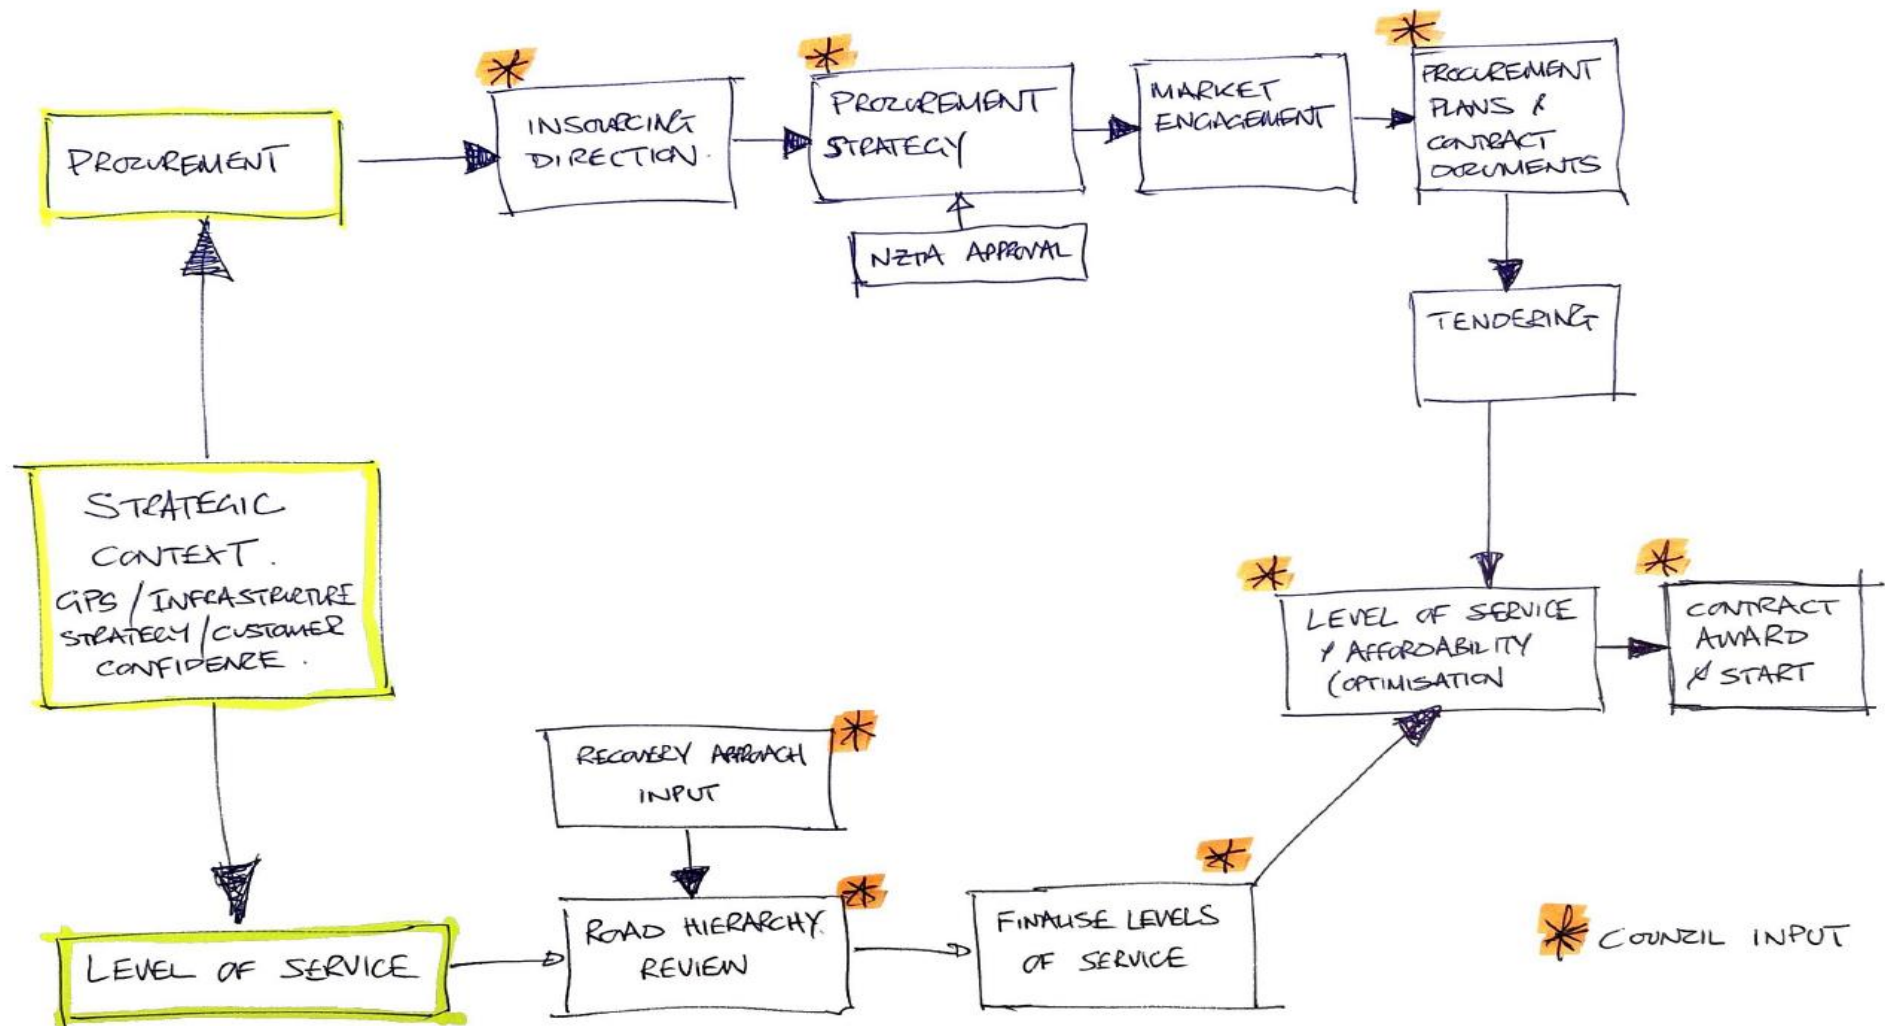 PROCUREMENT
INSOURCING
DIRECTION.
PROCUREMENT
STRATEGY
NZTA APPROVAL
MARKET
ENGAGEMENT
PROCUREMENT
PLANS &
CONTRACT
DOCUMENTS
TENDERING
STRATEGIC
CONTEXT.
GPS / INFRASTRUCTURE
STRATEGY / CUSTOMER
CONFIDENCE.
LEVEL OF SERVICE
& AFFORDABILITY
(OPTIMISATION
CONTRACT
AWARD
& START
RECOVERY APPROACH
INPUT
LEVEL OF SERVICE
ROAD HIERARCHY.
REVIEW
FINALISE LEVELS
OF SERVICE
COUNCIL INPUT